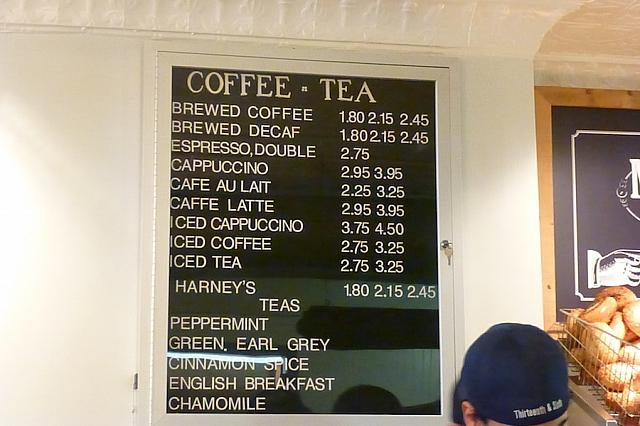 COFFEE • TEA
BREWED COFFEE 1.80 2.15 2.45
BREWED DECAF 1.80 2.15 2.45
ESPRESSO, DOUBLE 2.75
CAPPUCCINO 2.95 3.95
CAFE AU LAIT 2.25 3.25
CAFFE LATTE 2.95 3.95
ICED CAPPUCCINO 3.75 4.50
ICED COFFEE 2.75 3.25
ICED TEA 2.75 3.25
HARNEY'S 1.80 2.15 2.45
TEAS
PEPPERMINT
GREEN, EARL GREY
CINNAMON SPICE
ENGLISH BREAKFAST
CHAMOMILE
Thirteenth & Sixth